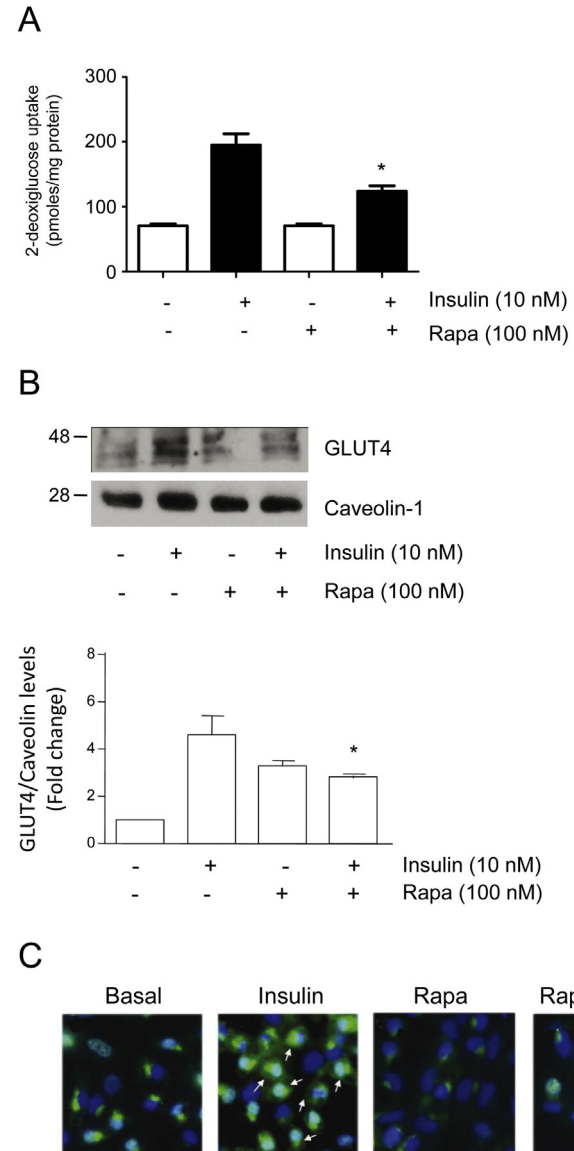 A
2-deoxiglucose uptake
(pmoles/mg protein)
300
200
100
0
*
- + - + Insulin (10 nM)
- - + + Rapa (100 nM)
B
48
GLUT4
28
Caveolin-1
- + - + Insulin (10 nM)
- - + + Rapa (100 nM)
GLUT4/Caveolin levels
(Fold change)
8
6
4
2
0
*
- + - + Insulin (10 nM)
- - + + Rapa (100 nM)
C
Basal Insulin Rapa